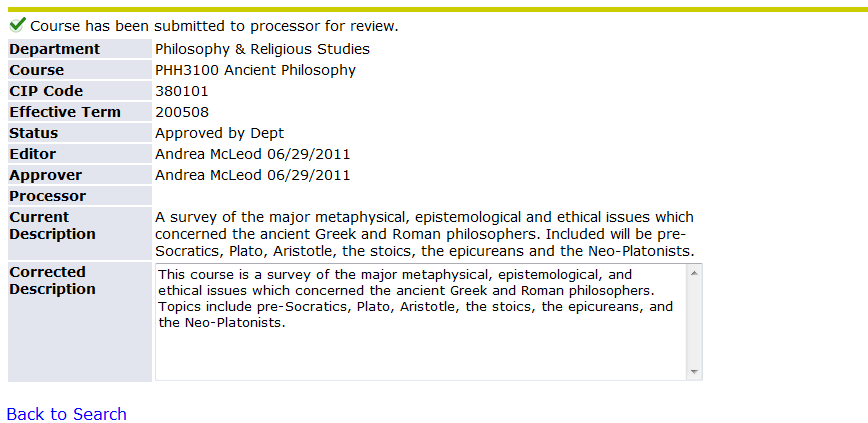 Course has been submitted to processor for review.
Department Philosophy & Religious Studies
Course PHH3100 Ancient Philosophy
CIP Code 380101
Effective Term 200508
Status Approved by Dept
Editor Andrea McLeod 06/29/2011
Approver Andrea McLeod 06/29/2011
Processor
Current Description
A survey of the major metaphysical, epistemological and ethical issues which
concerned the ancient Greek and Roman philosophers. Included will be pre-
Socratics, Plato, Aristotle, the stoics, the epicureans and the Neo-Platonists.
Corrected Description
This course is a survey of the major metaphysical, epistemological, and
ethical issues which concerned the ancient Greek and Roman philosophers.
Topics include pre-Socratics, Plato, Aristotle, the stoics, the epicureans, and
the Neo-Platonists.
Back to Search